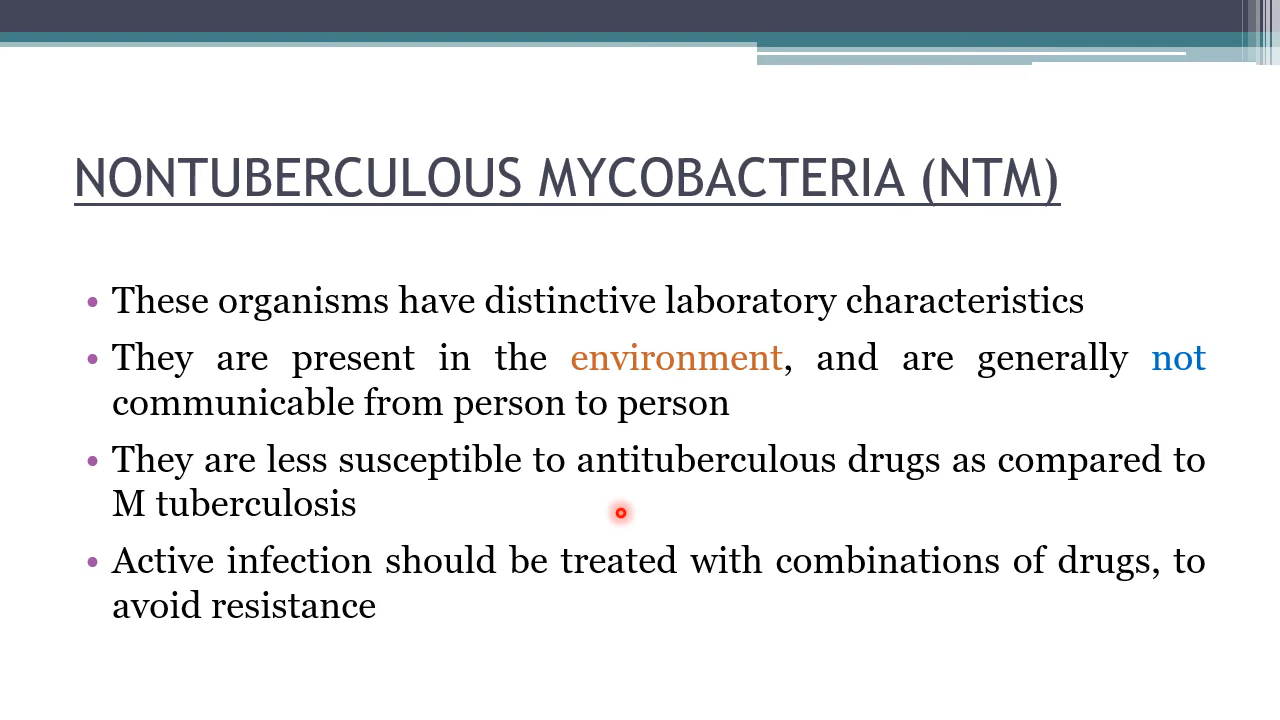 NONTUBERCULOUS MYCOBACTERIA (NTM)
• These organisms have distinctive laboratory characteristics
• They are present in the environment, and are generally not
communicable from person to person
• They are less susceptible to antituberculous drugs as compared to
M tuberculosis
• Active infection should be treated with combinations of drugs, to
avoid resistance